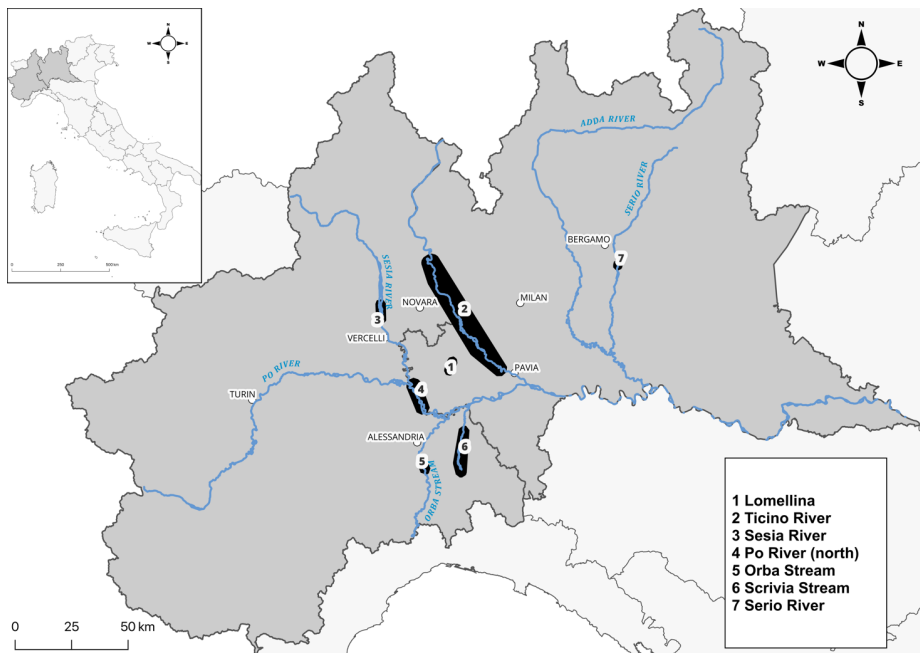 N
W E
S
0 250 500 km
N
W E
S
ADDA RIVER
SERIO RIVER
BERGAMO
7
SESIA RIVER
NOVARA
2
MILAN
3
VERCELLI
1
PAVIA
PO RIVER
TURIN
4
ALESSANDRIA
6
5
ORBA STREAM
1 Lomellina
2 Ticino River
3 Sesia River
4 Po River (north)
5 Orba Stream
6 Scrivia Stream
7 Serio River
0 25 50 km